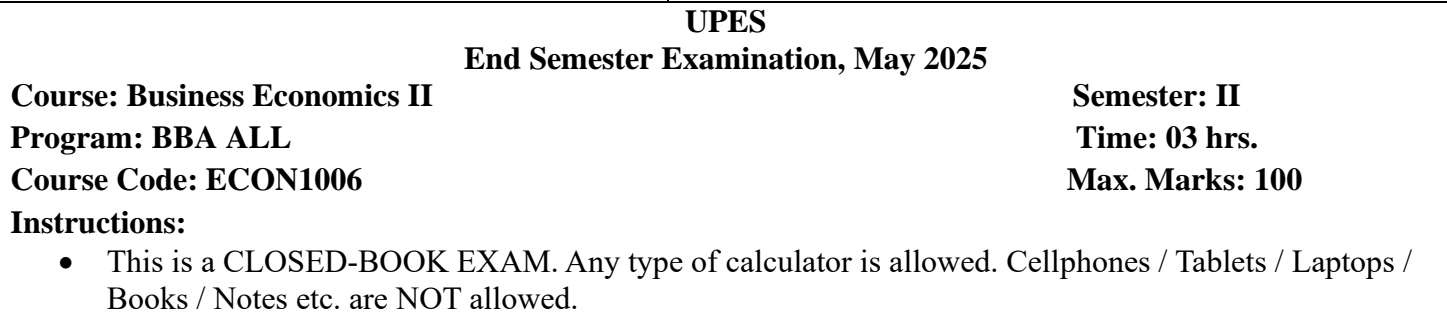 UPES
End Semester Examination, May 2025
Course: Business Economics II Semester: II
Program: BBA ALL Time: 03 hrs.
Course Code: ECON1006 Max. Marks: 100
Instructions:
• This is a CLOSED-BOOK EXAM. Any type of calculator is allowed. Cellphones / Tablets / Laptops /
Books / Notes etc. are NOT allowed.